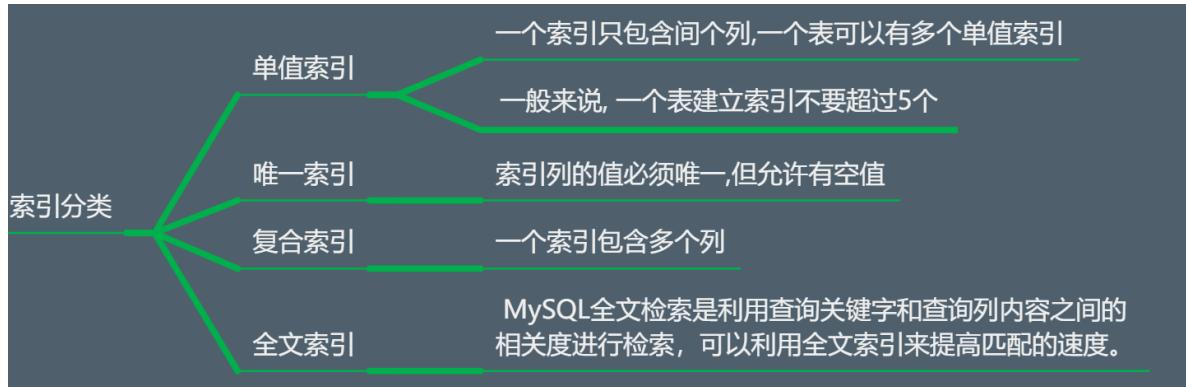 索引分类
单值索引
一个索引只包含间个列,一个表可以有多个单值索引
一般来说, 一个表建立索引不要超过5个
唯一索引
索引列的值必须唯一,但允许有空值
复合索引
一个索引包含多个列
全文索引
MySQL全文检索是利用查询关键字和查询列内容之间的
相关度进行检索，可以利用全文索引来提高匹配的速度。